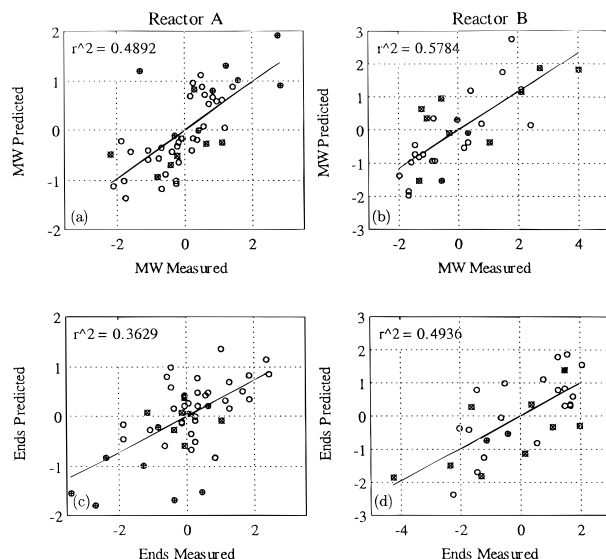 Reactor A
Reactor B
r^2 = 0.4892
MW Predicted
2
1
0
-1
-2
(a)
-2
0
2
MW Measured
r^2 = 0.5784
MW Predicted
3
2
1
0
-1
-2
-3
(b)
-2
0
2
4
MW Measured
r^2 = 0.3629
Ends Predicted
2
1
0
-1
-2
(c)
-2
0
2
Ends Measured
r^2 = 0.4936
Ends Predicted
3
2
1
0
-1
-2
-3
(d)
-4
-2
0
2
Ends Measured